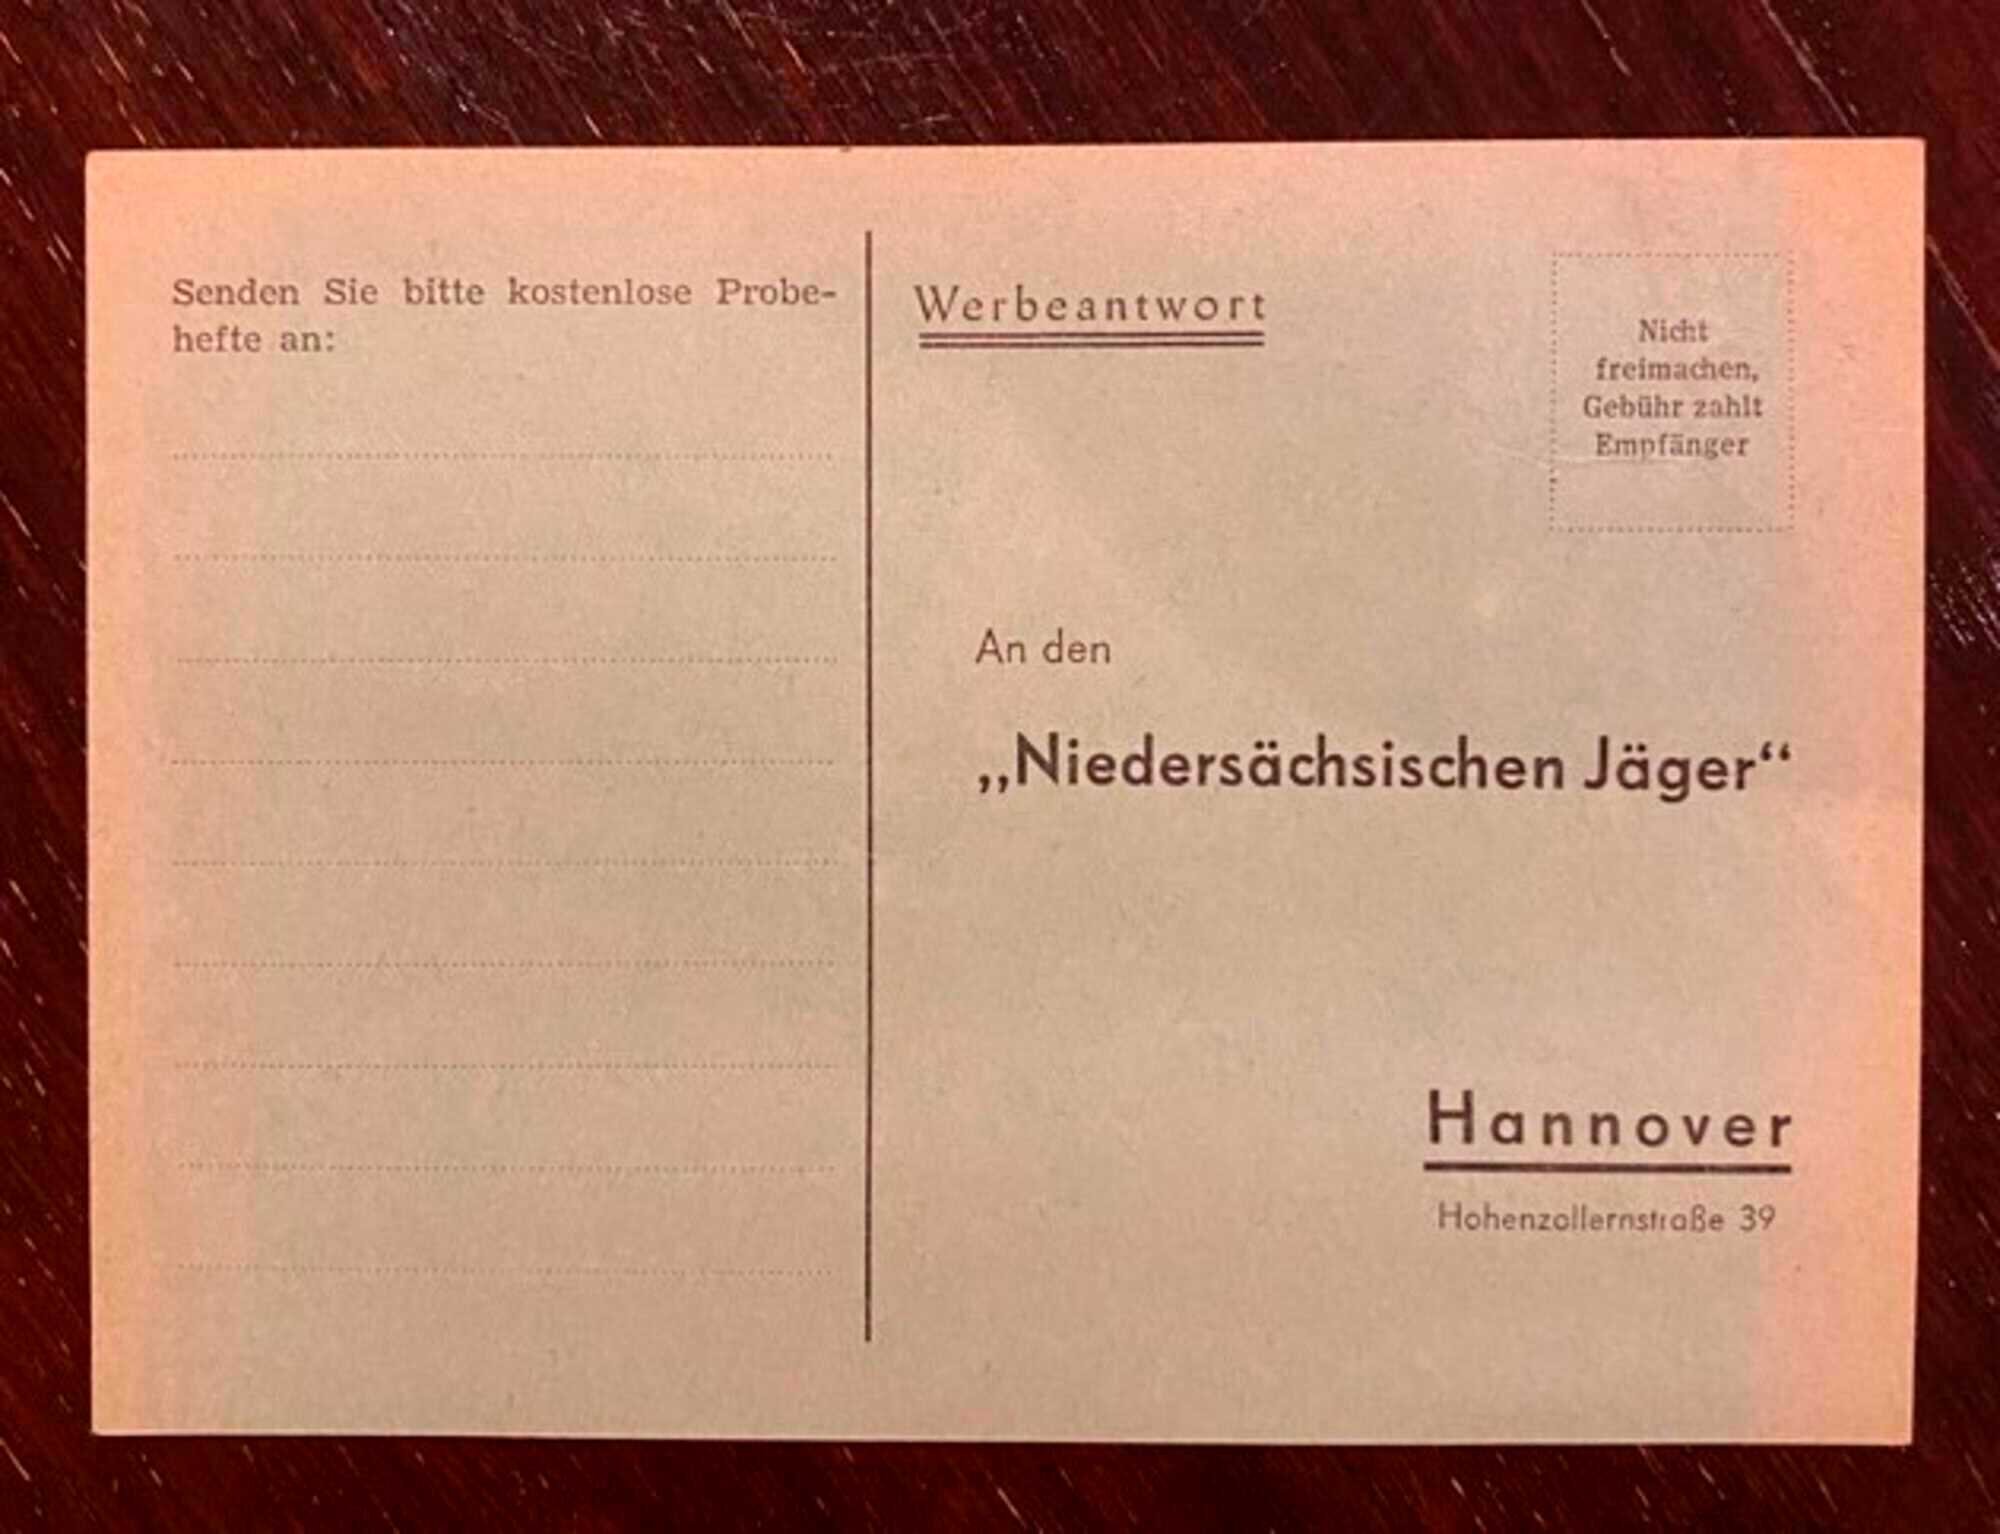 Senden Sie bitte kostenlose Probe-
hefte an:
Werbeantwort
Nicht
freimachen,
Gebühr zahlt
Empfänger
An den
„Niedersächsischen Jäger“
Hannover
Hohenzollernstraße 39